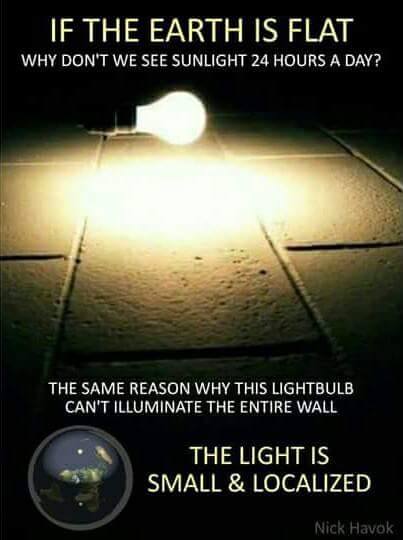 IF THE EARTH IS FLAT
WHY DON'T WE SEE SUNLIGHT 24 HOURS A DAY?
THE SAME REASON WHY THIS LIGHTBULB
CAN'T ILLUMINATE THE ENTIRE WALL
THE LIGHT IS
SMALL & LOCALIZED
Nick Havok